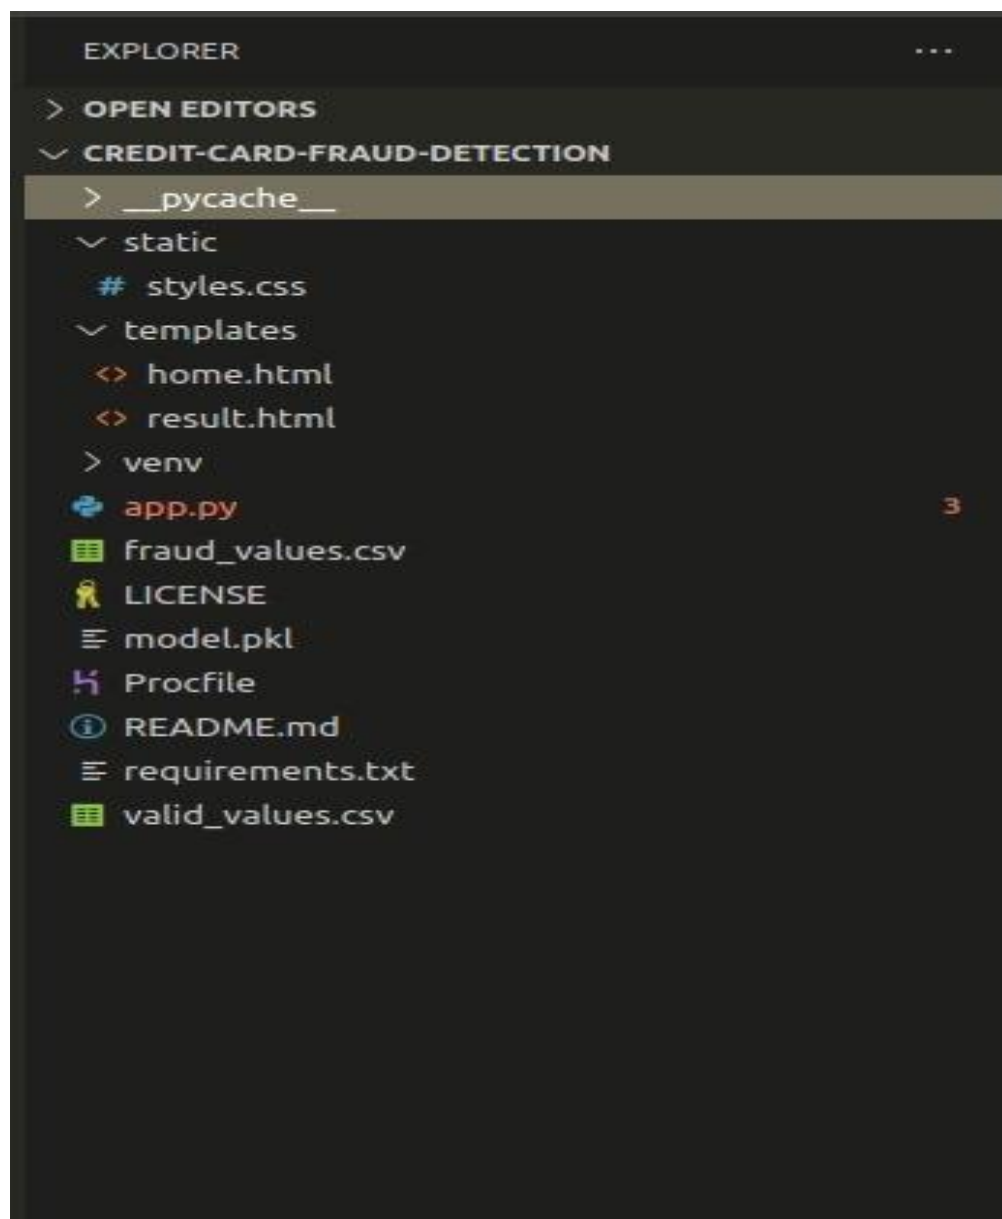 EXPLORER ...
OPEN EDITORS
CREDIT-CARD-FRAUD-DETECTION
__pycache__
static
# styles.css
templates
<> home.html
<> result.html
venv
app.py 3
fraud_values.csv
LICENSE
model.pkl
Procfile
README.md
requirements.txt
valid_values.csv